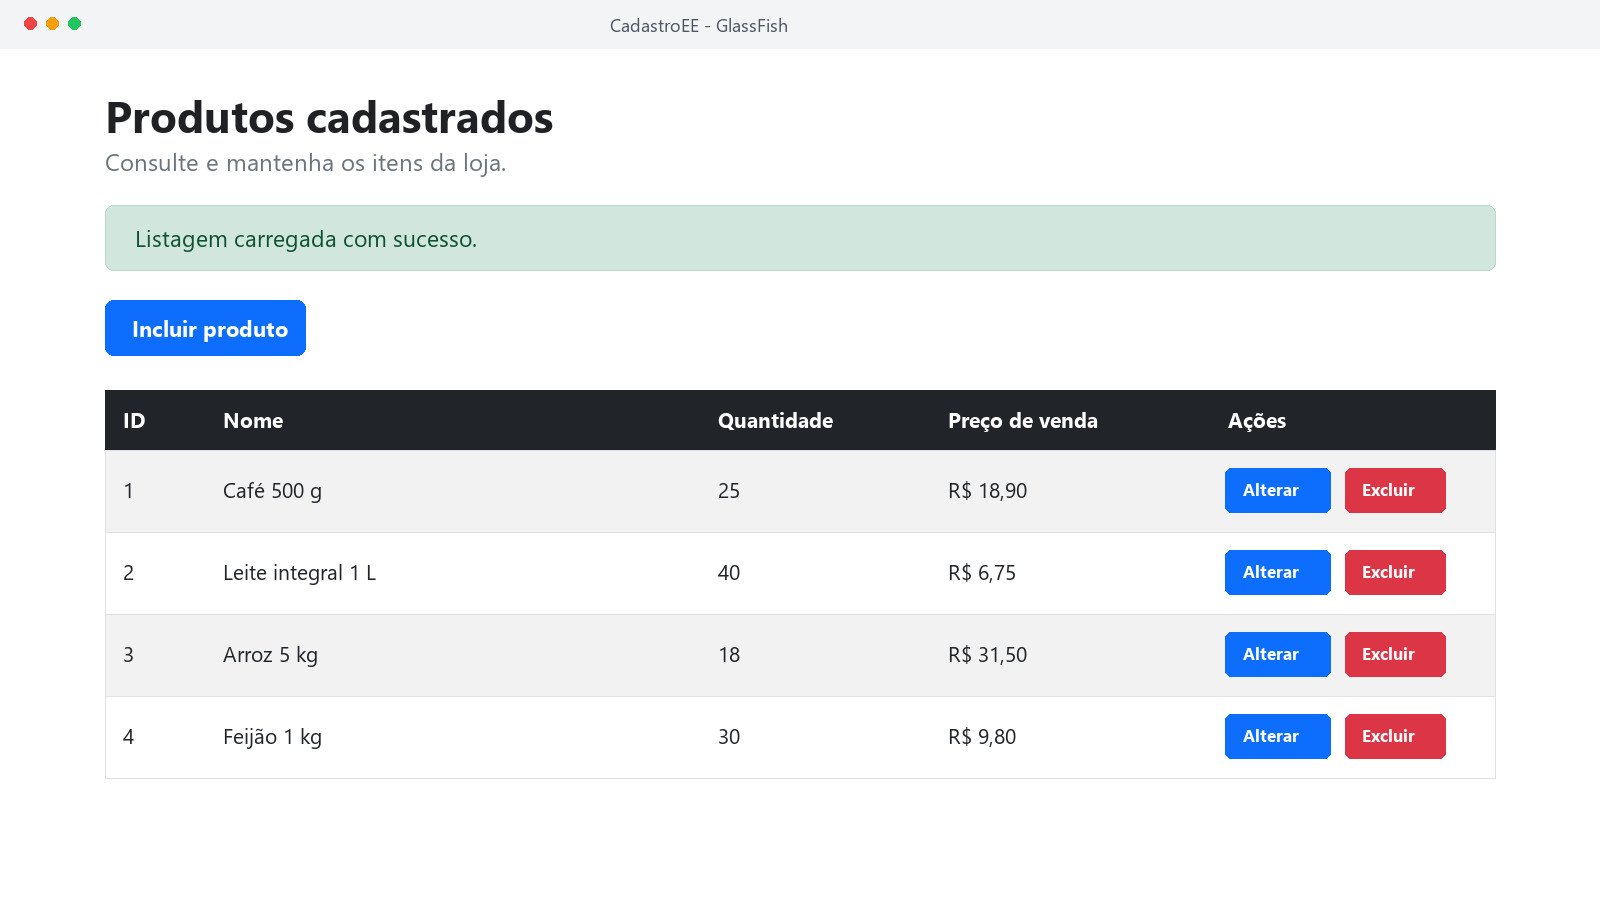 CadastroEE - GlassFish
Produtos cadastrados
Consulte e mantenha os itens da loja.
Listagem carregada com sucesso.
Incluir produto
ID Nome Quantidade Preço de venda Ações
1 Café 500 g 25 R$ 18,90 Alterar Excluir
2 Leite integral 1 L 40 R$ 6,75 Alterar Excluir
3 Arroz 5 kg 18 R$ 31,50 Alterar Excluir
4 Feijão 1 kg 30 R$ 9,80 Alterar Excluir